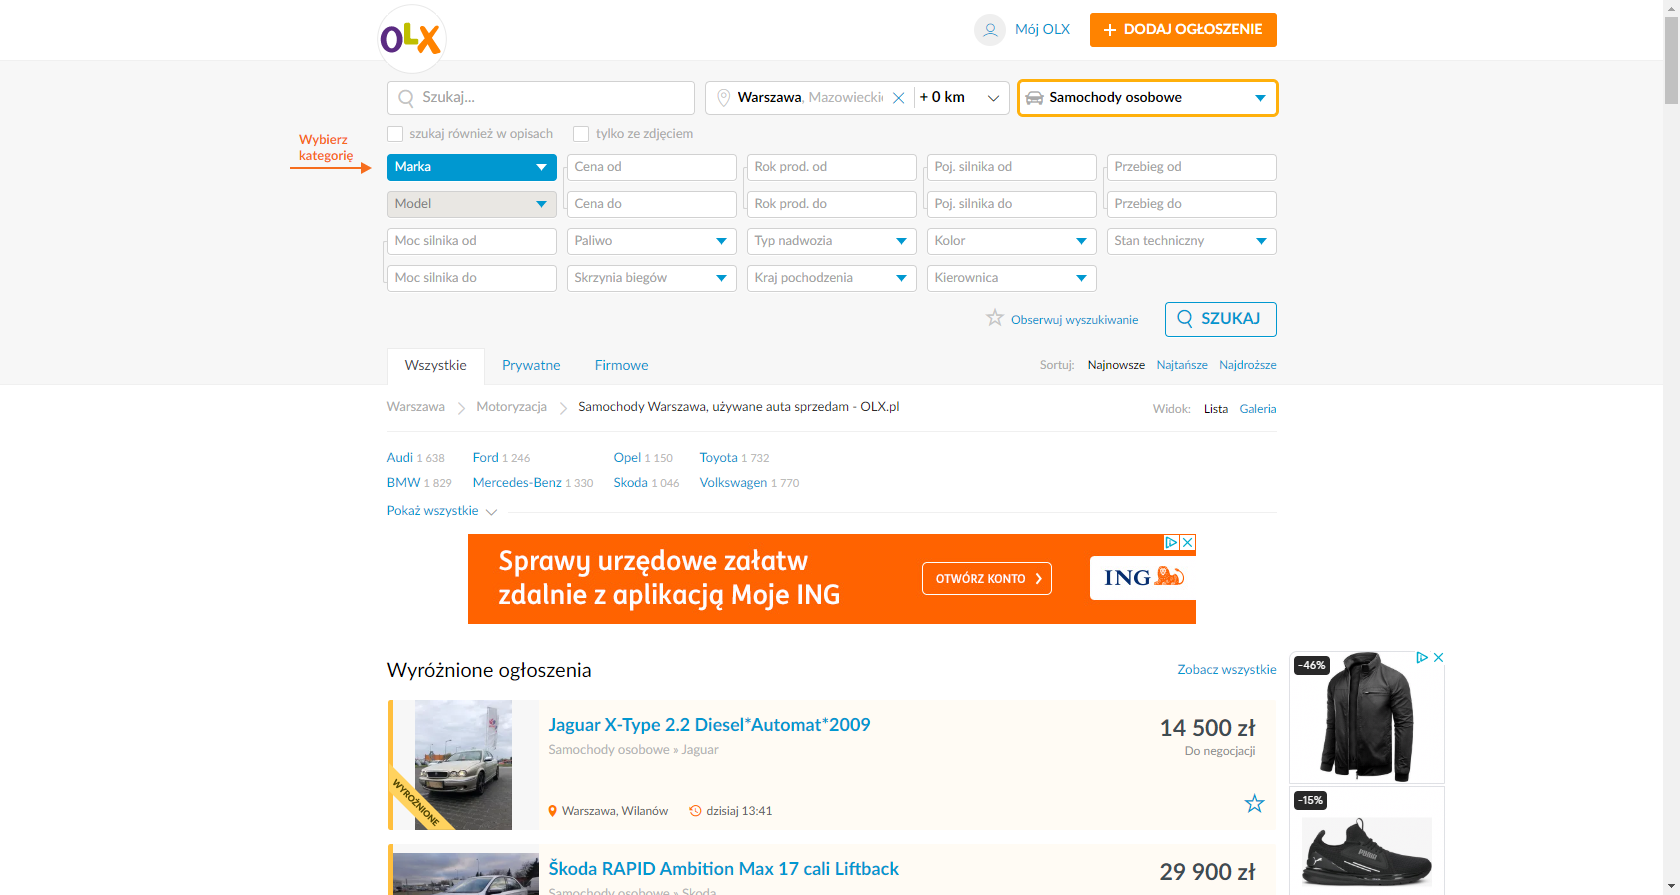 OLX
Mój OLX
+ DODAJ OGŁOSZENIE
Szukaj...
Warszawa, Mazowiecki
+ 0 km
Samochody osobowe
szukaj również w opisach
tylko ze zdjęciem
Wybierz
kategorię
Marka
Cena od
Rok prod. od
Poj. silnika od
Przebieg od
Model
Cena do
Rok prod. do
Poj. silnika do
Przebieg do
Moc silnika od
Paliwo
Typ nadwozia
Kolor
Stan techniczny
Moc silnika do
Skrzynia biegów
Kraj pochodzenia
Kierownica
Obserwuj wyszukiwanie
SZUKAJ
Wszystkie
Prywatne
Firmowe
Sortuj: Najnowsze Najtańsze Najdroższe
Warszawa
Motoryzacja
Samochody Warszawa, używane auta sprzedam - OLX.pl
Widok: Lista Galeria
Audi 1 638
Ford 1 246
Opel 1 150
Toyota 1 732
BMW 1 829
Mercedes-Benz 1 330
Skoda 1 046
Volkswagen 1 770
Pokaż wszystkie
Sprawy urzędowe załatw
zdalnie z aplikacją Moje ING
OTWÓRZ KONTO
ING
Wyróżnione ogłoszenia
Zobacz wszystkie
-46%
WYRÓŻNIONE
Jaguar X-Type 2.2 Diesel*Automat*2009
14 500 zł
Samochody osobowe » Jaguar
Do negocjacji
Warszawa, Wilanów
dzisiaj 13:41
-15%
PUMA
Škoda RAPID Ambition Max 17 cali Liftback
29 900 zł
Samochody osobowe » Skoda